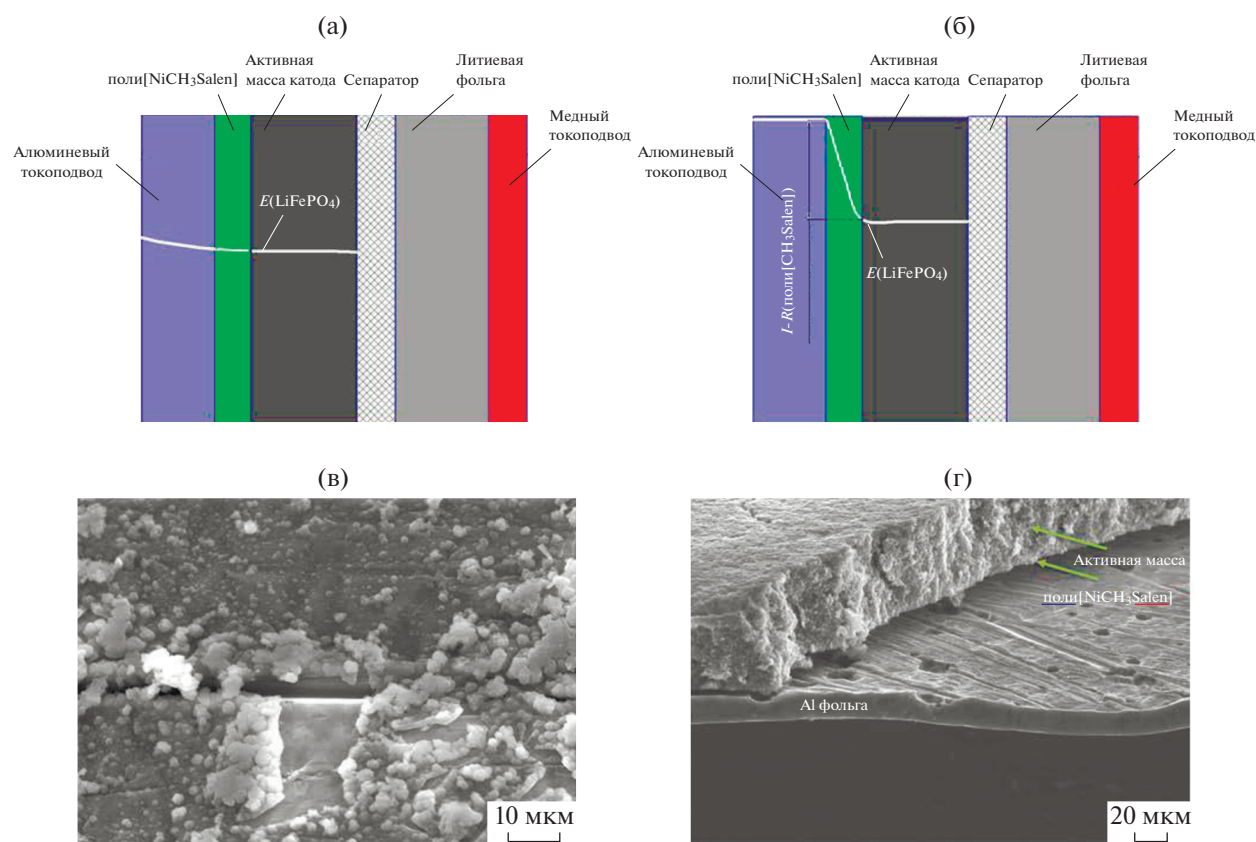 (а)
поли[NiCH3Salen]
Активная
масса катода
Сепаратор
Литиевая
фольга
Медный
токоподвод
Алюминевый
токоподвод
E(LiFePO4)
(б)
поли[NiCH3Salen]
Активная
масса катода
Сепаратор
Литиевая
фольга
Медный
токоподвод
Алюминевый
токоподвод
I-R(поли[CH3Salen])
E(LiFePO4)
(в)
10 мкм
(г)
Активная масса
поли[NiCH3Salen]
Al фольга
20 мкм